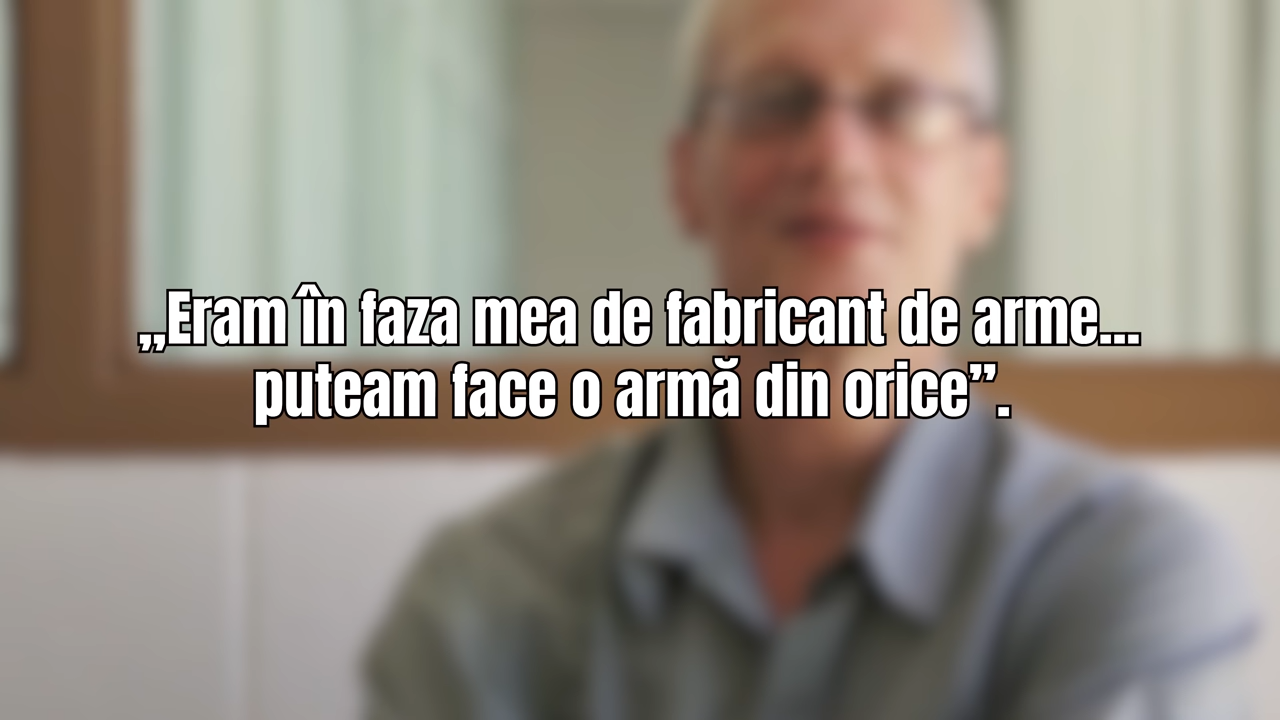 „Eram în faza mea de fabricant de arme...
puteam face o armă din orice”.